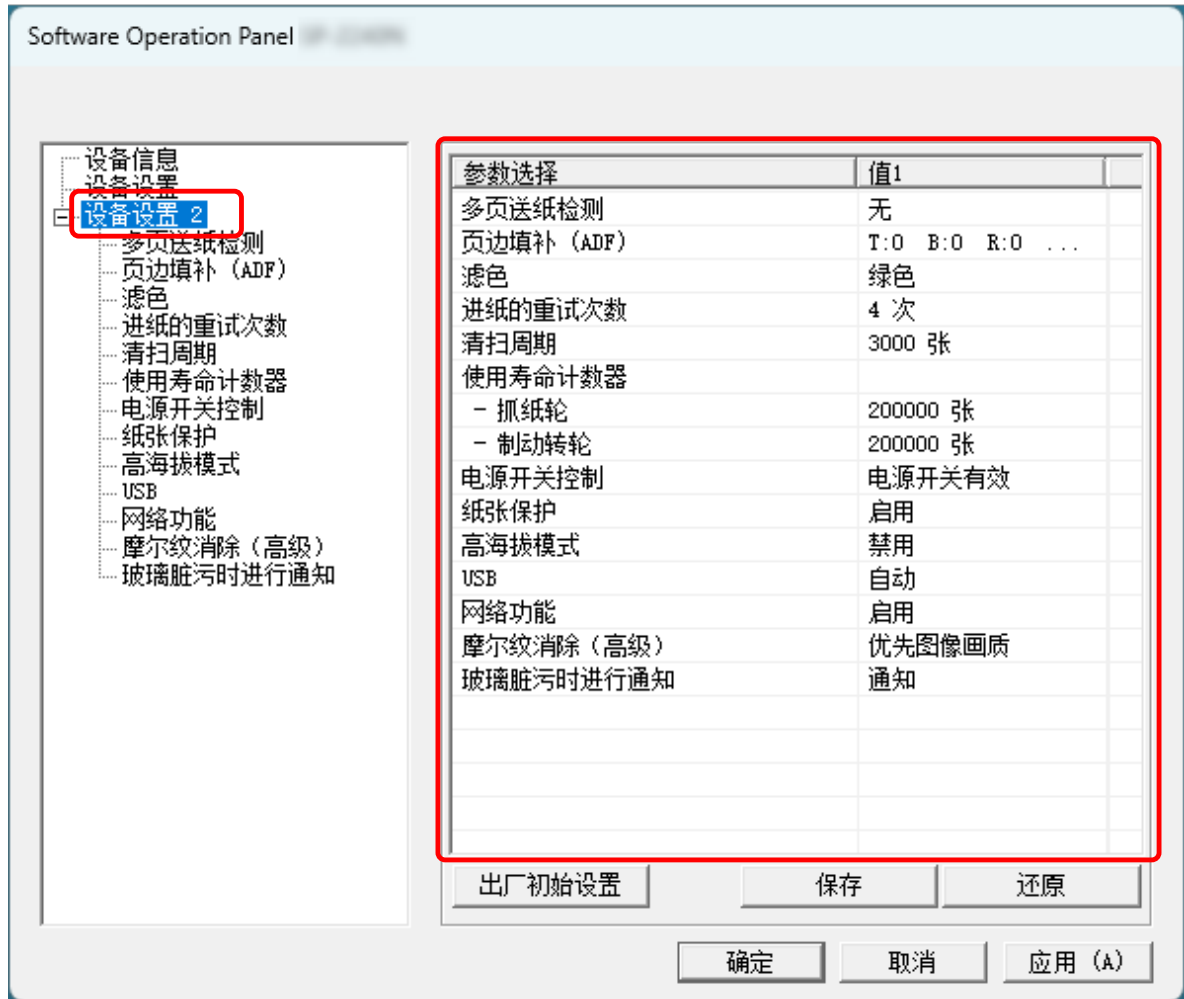 Software Operation Panel
设备信息
设备设置
设备设置 2
多页送纸检测
页边填补 (ADF)
滤色
进纸的重试次数
清扫周期
使用寿命计数器
电源开关控制
纸张保护
高海拔模式
USB
网络功能
摩尔纹消除（高级）
玻璃脏污时进行通知
参数选择 值1
多页送纸检测 无
页边填补 (ADF) T:0 B:0 R:0 ...
滤色 绿色
进纸的重试次数 4 次
清扫周期 3000 张
使用寿命计数器
- 抓纸轮 200000 张
- 制动转轮 200000 张
电源开关控制 电源开关有效
纸张保护 启用
高海拔模式 禁用
USB 自动
网络功能 启用
摩尔纹消除（高级） 优先图像画质
玻璃脏污时进行通知 通知
出厂初始设置 保存 还原
确定 取消 应用 (A)